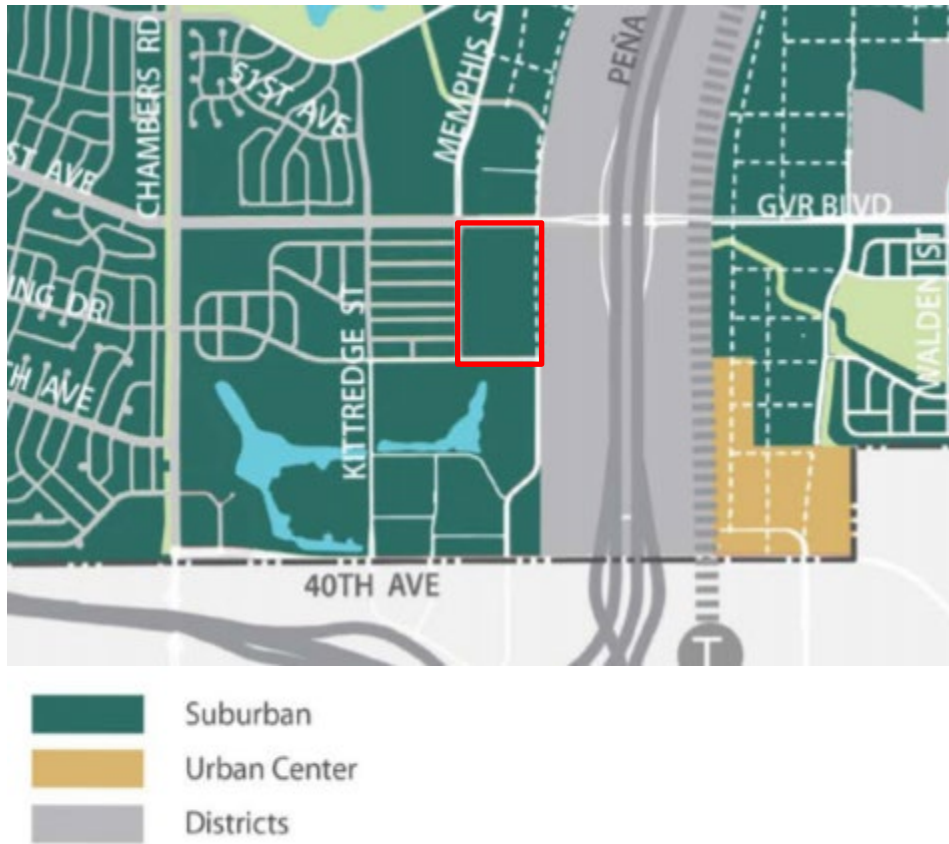 CHAMBERS RD
51ST AVE
MEMPHIS S
PEÑA
ST AVE
GVR BLVD
ING DR
KITTREDGE ST
WALDEN ST
TH AVE
40TH AVE
T
Suburban
Urban Center
Districts